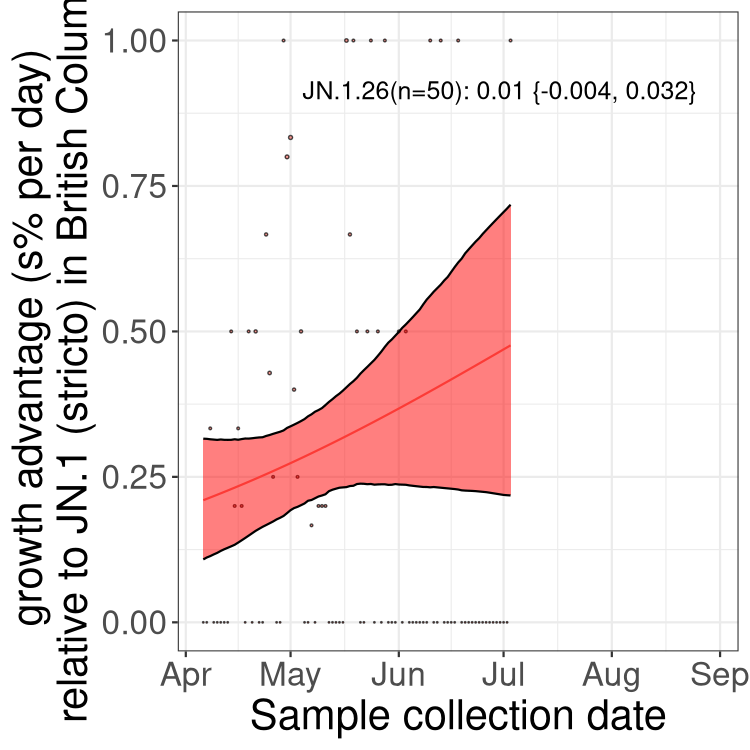 growth advantage (s% per day)
relative to JN.1 (stricto) in British Colum
1.00
0.75
0.50
0.25
0.00
JN.1.26(n=50): 0.01 {-0.004, 0.032}
Apr May Jun Jul Aug Sep
Sample collection date